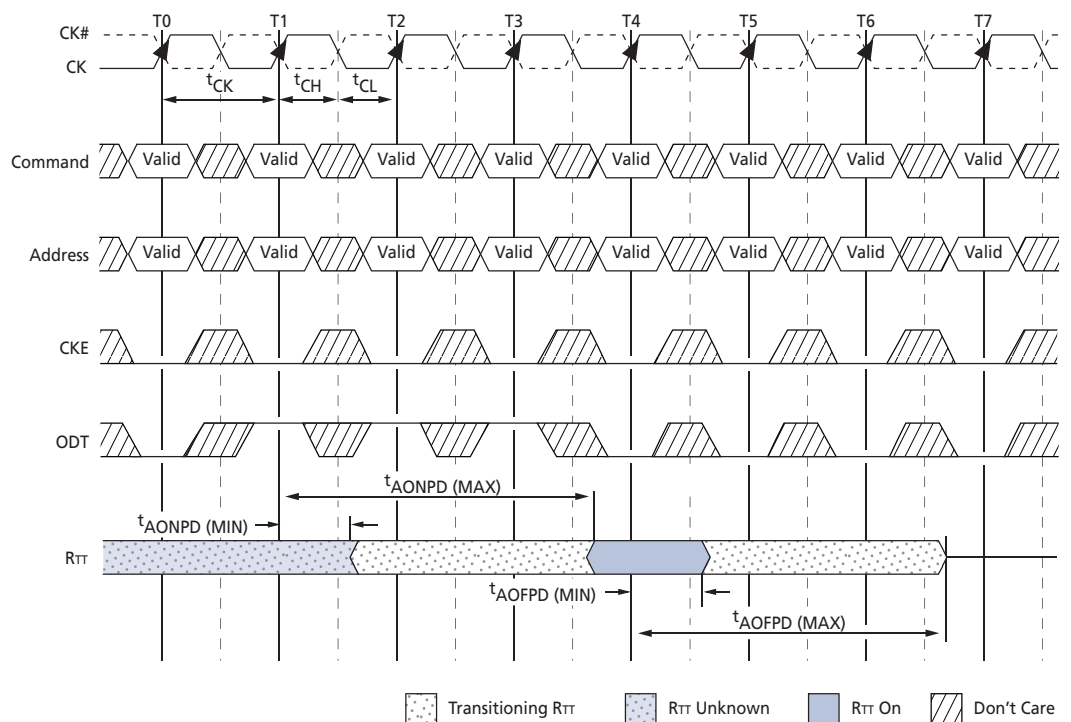 T0 T1 T2 T3 T4 T5 T6 T7
CK#
CK
tCK tCH tCL
Command Valid Valid Valid Valid Valid Valid Valid Valid
Address Valid Valid Valid Valid Valid Valid Valid Valid
CKE
ODT
tAONPD (MAX)
tAONPD (MIN)
RTT
tAOFPD (MIN)
tAOFPD (MAX)
Transitioning RTT RTT Unknown RTT On Don't Care